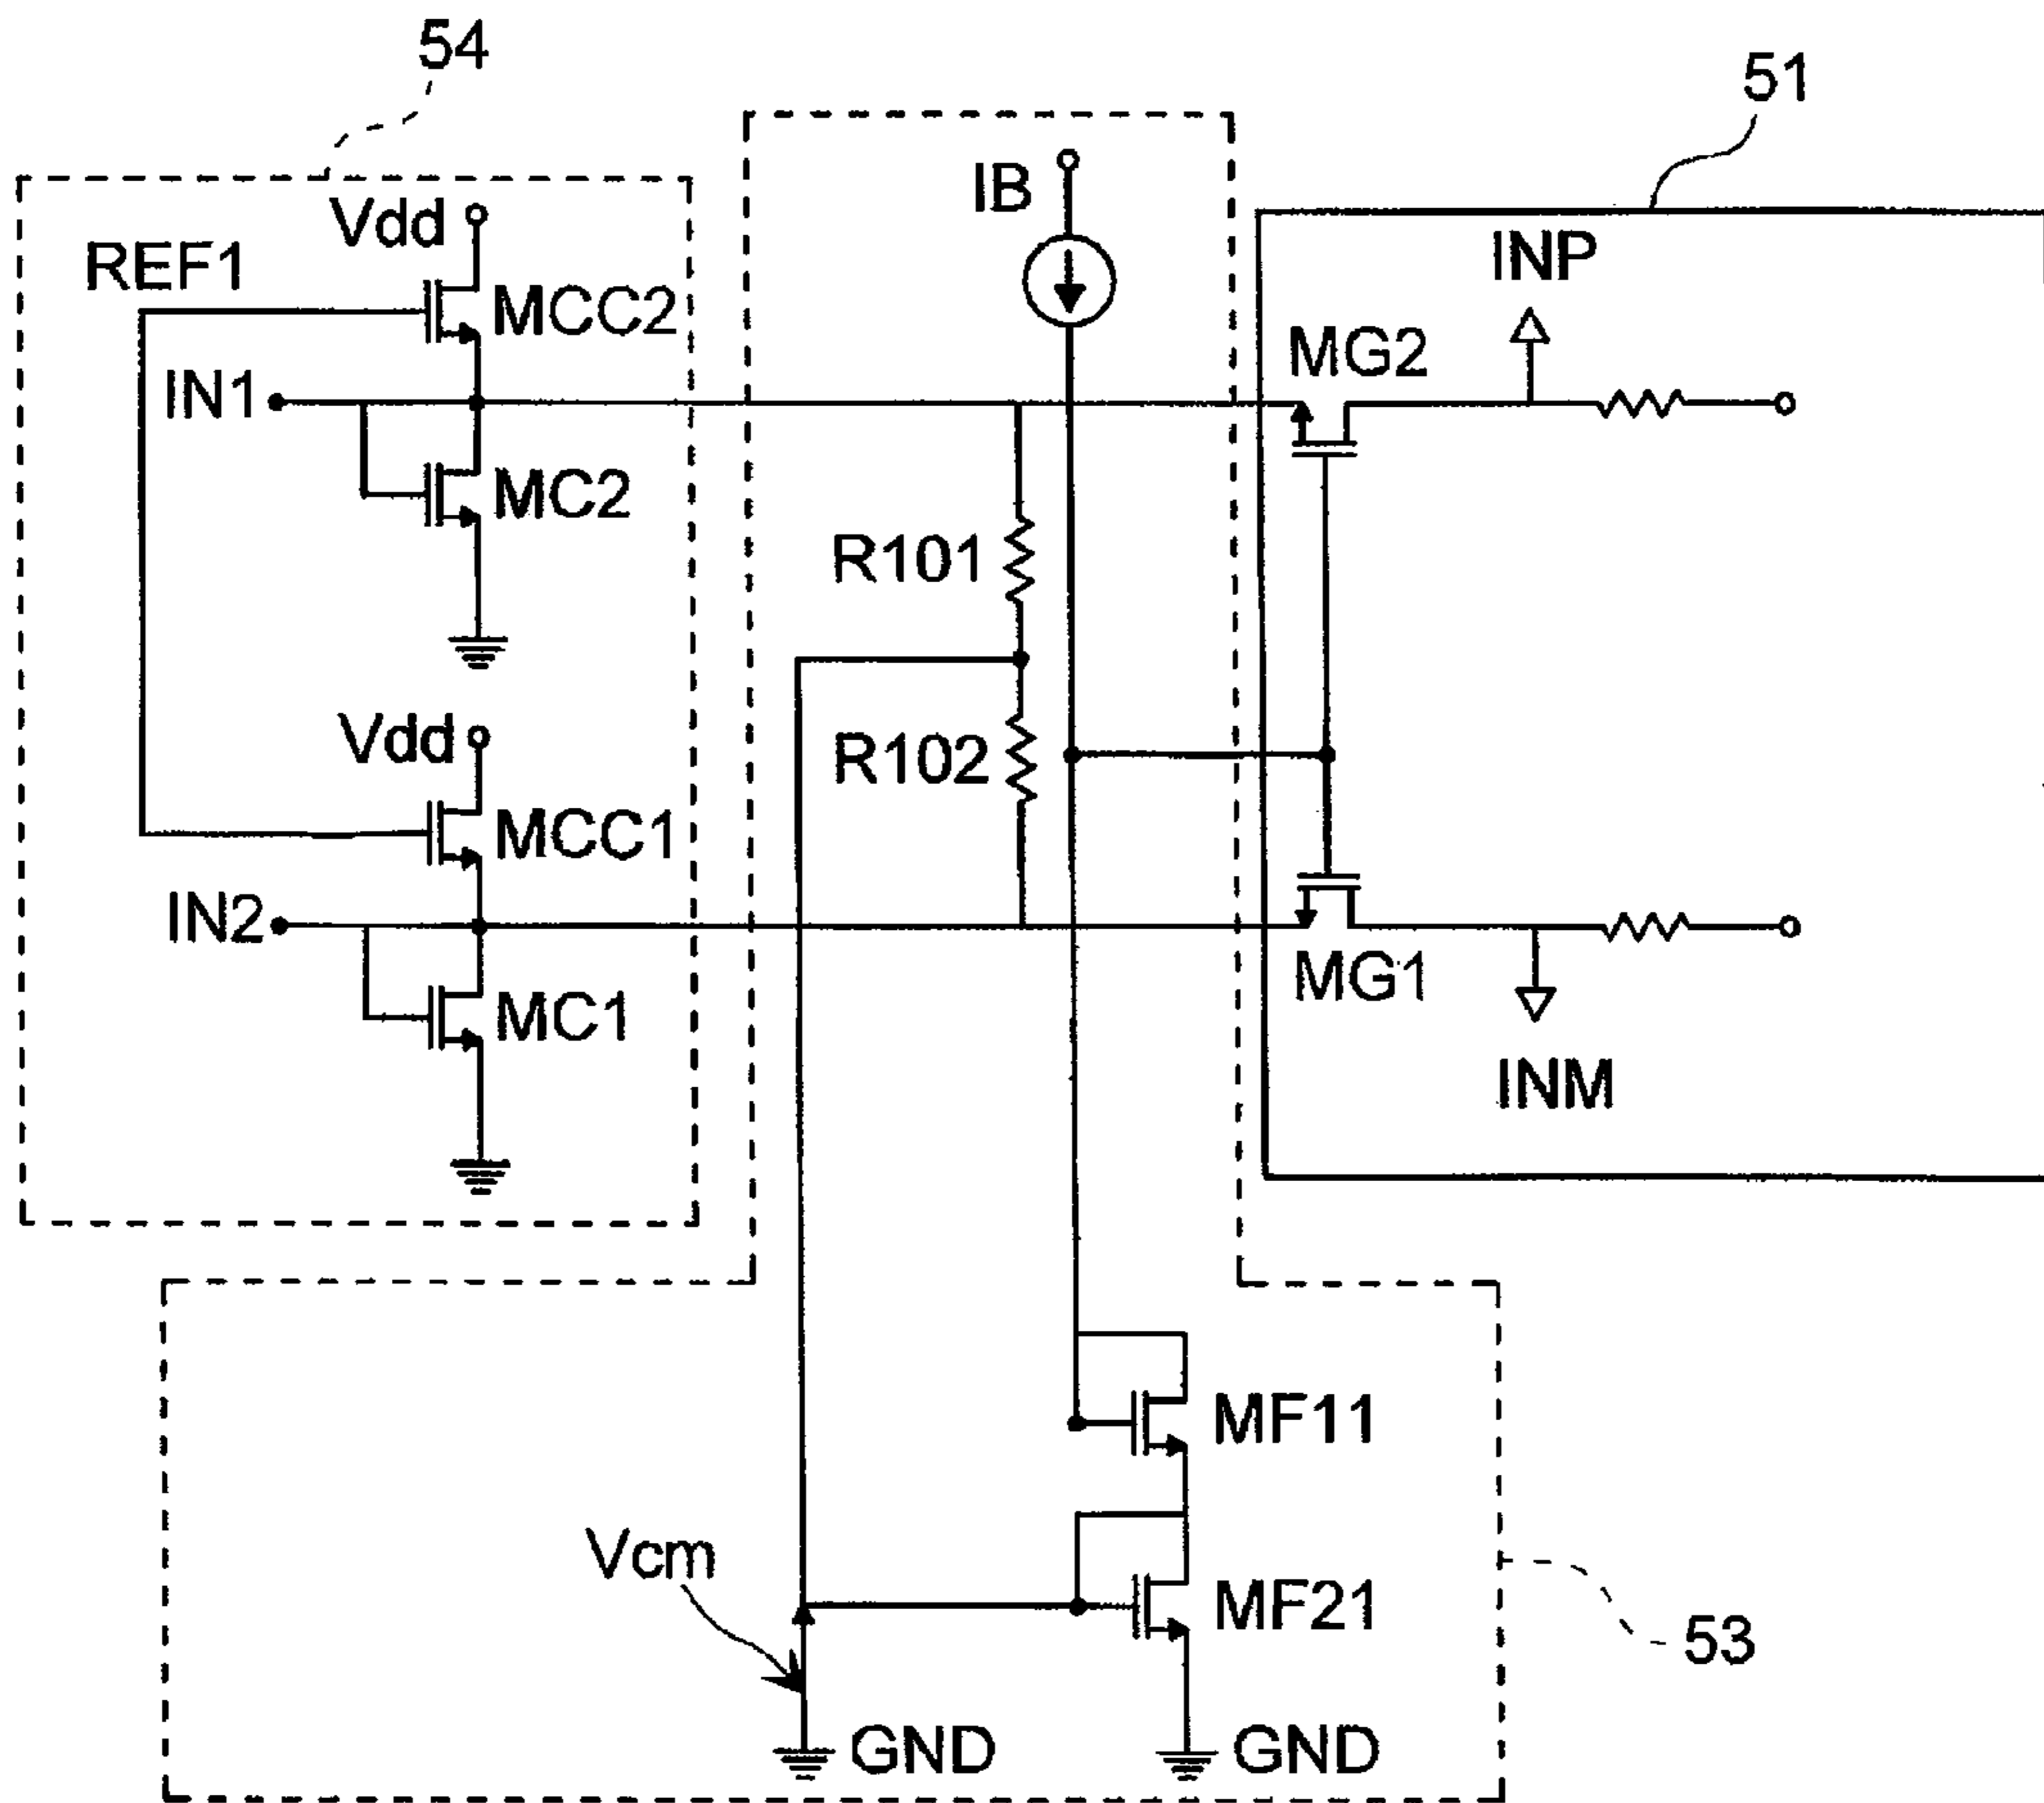 54
51
IB
Vdd
REF1
INP
MCC2
MG2
IN1
MC2
R101
Vdd
R102
MCC1
IN2
MG1
MC1
INM
MF11
Vcm
MF21
53
GND
GND